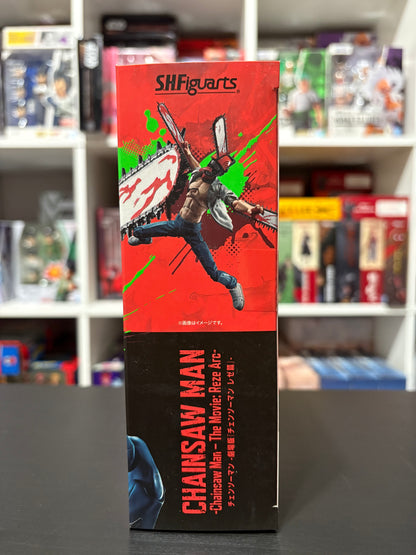 S.H.Figuarts
※画像はイメージです。
CHAINSAW MAN
-Chainsaw Man – The Movie: Reze Arc-
チェンソーマン -劇場版『チェンソーマン レゼ篇』-